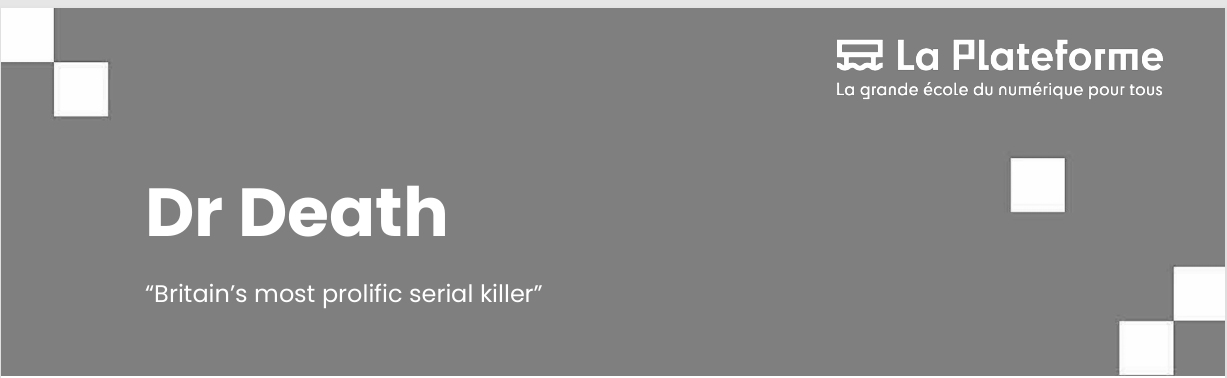 La Plateforme
La grande école du numérique pour tous
Dr Death
“Britain’s most prolific serial killer”